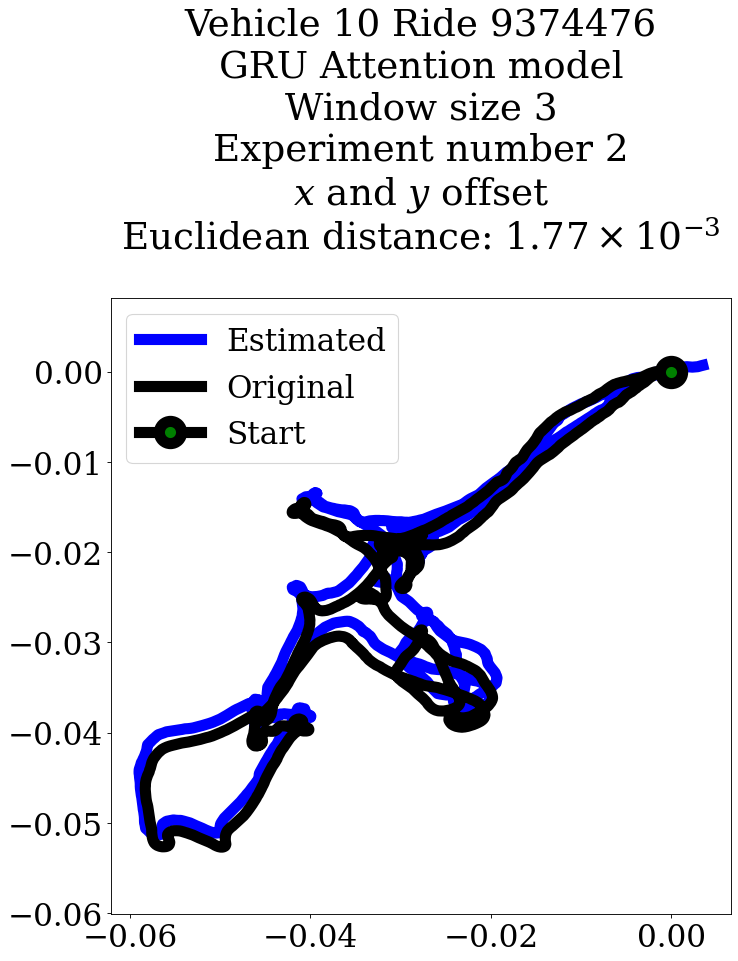 Vehicle 10 Ride 9374476
GRU Attention model
Window size 3
Experiment number 2
x and y offset
Euclidean distance: 1.77 × 10⁻³
Estimated
Original
Start
0.00
−0.01
−0.02
−0.03
−0.04
−0.05
−0.06
−0.06 −0.04 −0.02 0.00